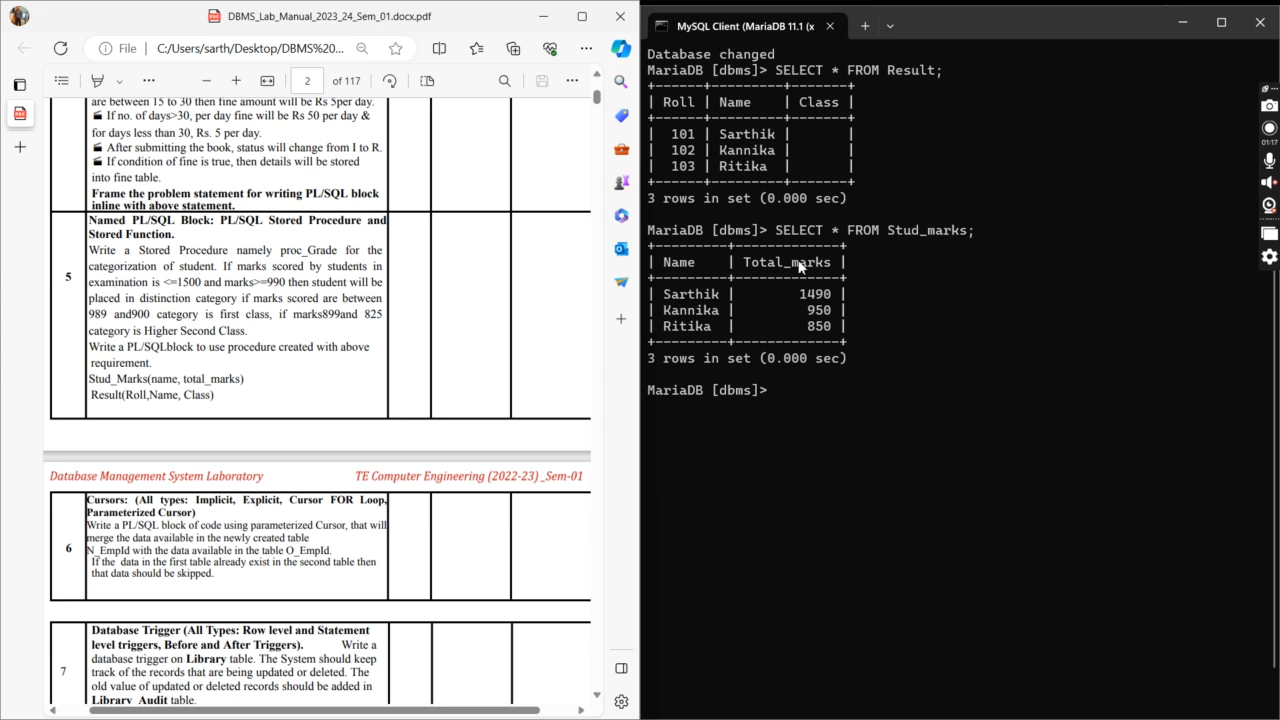 DBMS_Lab_Manual_2023_24_Sem_01.docx.pdf
File
C:/Users/sarth/Desktop/DBMS%20...
2 of 117
are between 15 to 30 then fine amount will be Rs 5per day.
If no. of days>30, per day fine will be Rs 50 per day &
for days less than 30, Rs. 5 per day.
After submitting the book, status will change from I to R.
If condition of fine is true, then details will be stored
into fine table.
Frame the problem statement for writing PL/SQL block
inline with above statement.
5
Named PL/SQL Block: PL/SQL Stored Procedure and
Stored Function.
Write a Stored Procedure namely proc_Grade for the
categorization of student. If marks scored by students in
examination is <=1500 and marks>=990 then student will be
placed in distinction category if marks scored are between
989 and900 category is first class, if marks899and 825
category is Higher Second Class.
Write a PL/SQLblock to use procedure created with above
requirement.
Stud_Marks(name, total_marks)
Result(Roll,Name, Class)
Database Management System Laboratory
TE Computer Engineering (2022-23)_Sem-01
6
Cursors: (All types: Implicit, Explicit, Cursor FOR Loop,
Parameterized Cursor)
Write a PL/SQL block of code using parameterized Cursor, that will
merge the data available in the newly created table
N_EmpId with the data available in the table O_EmpId.
If the data in the first table already exist in the second table then
that data should be skipped.
7
Database Trigger (All Types: Row level and Statement
level triggers, Before and After Triggers). Write a
database trigger on Library table. The System should keep
track of the records that are being updated or deleted. The
old value of updated or deleted records should be added in
Library_Audit table.
MySQL Client (MariaDB 11.1 (x
Database changed
MariaDB [dbms]> SELECT * FROM Result;
+------+---------+-------+
| Roll | Name | Class |
+------+---------+-------+
| 101 | Sarthik | |
| 102 | Kannika | |
| 103 | Ritika | |
+------+---------+-------+
3 rows in set (0.000 sec)
MariaDB [dbms]> SELECT * FROM Stud_marks;
+---------+-------------+
| Name | Total_marks |
+---------+-------------+
| Sarthik | 1490 |
| Kannika | 950 |
| Ritika | 850 |
+---------+-------------+
3 rows in set (0.000 sec)
MariaDB [dbms]>
01:17